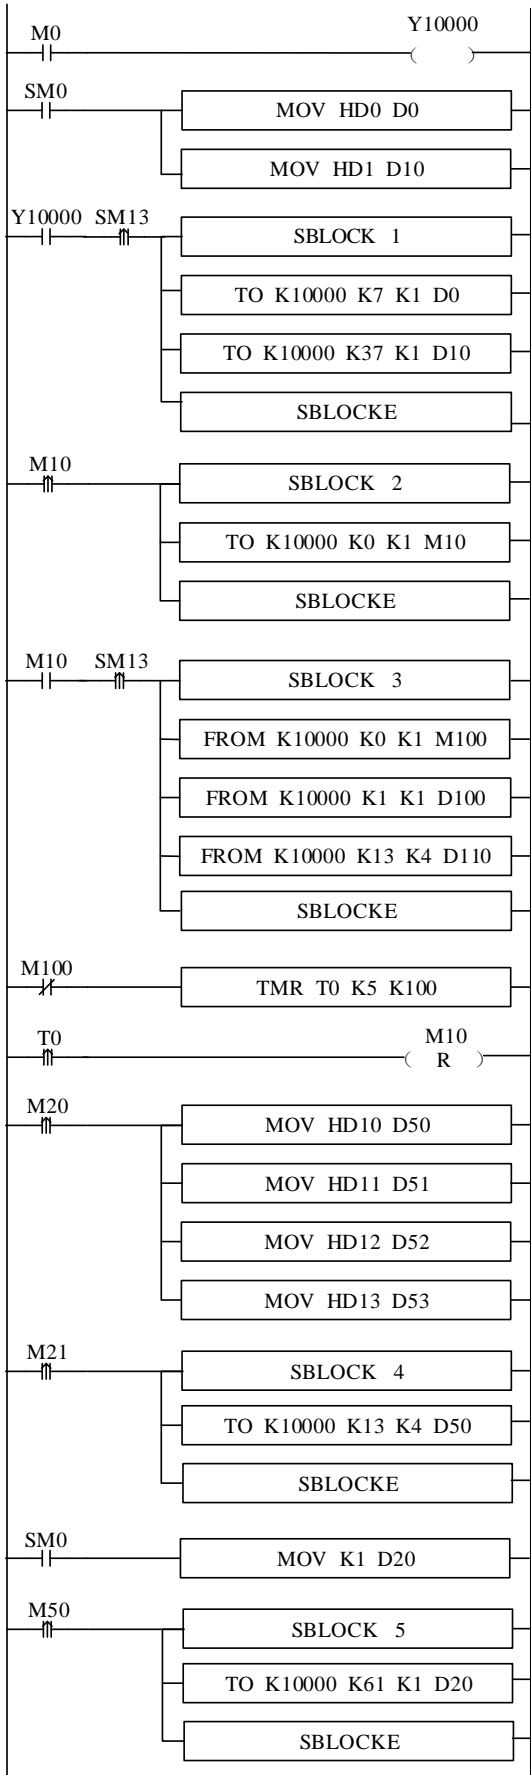 M0 Y10000
SM0
MOV HD0 D0
MOV HD1 D10
Y10000 SM13
SBLOCK 1
TO K10000 K7 K1 D0
TO K10000 K37 K1 D10
SBLOCKE
M10
SBLOCK 2
TO K10000 K0 K1 M10
SBLOCKE
M10 SM13
SBLOCK 3
FROM K10000 K0 K1 M100
FROM K10000 K1 K1 D100
FROM K10000 K13 K4 D110
SBLOCKE
M100
TMR T0 K5 K100
T0 M10
R
M20
MOV HD10 D50
MOV HD11 D51
MOV HD12 D52
MOV HD13 D53
M21
SBLOCK 4
TO K10000 K13 K4 D50
SBLOCKE
SM0
MOV K1 D20
M50
SBLOCK 5
TO K10000 K61 K1 D20
SBLOCKE